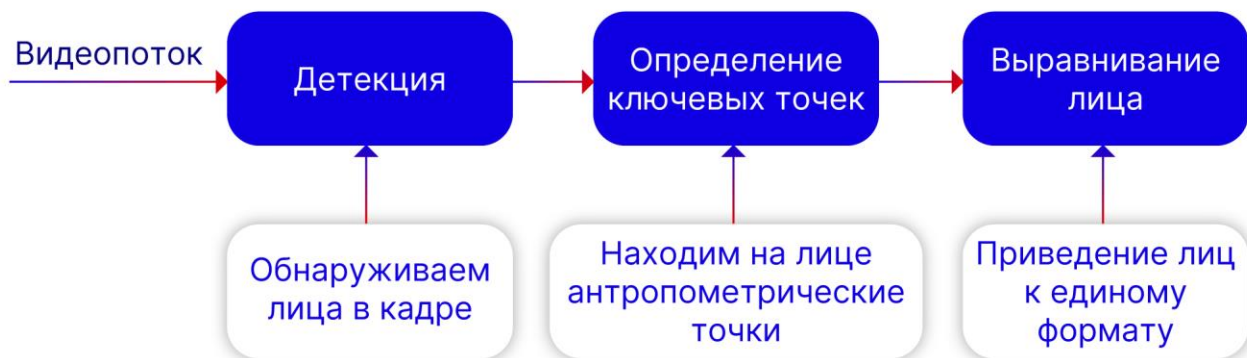 Видеопоток
Детекция
Определение
ключевых точек
Выравнивание
лица
Обнаруживаем
лица в кадре
Находим на лице
антропометрические
точки
Приведение лиц
к единому
формату